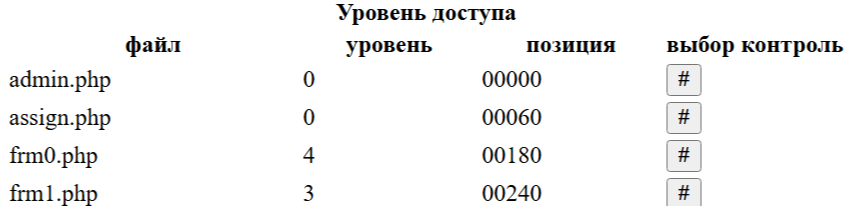 Уровень доступа
файл уровень позиция выбор контроль
admin.php 0 00000 #
assign.php 0 00060 #
frm0.php 4 00180 #
frm1.php 3 00240 #